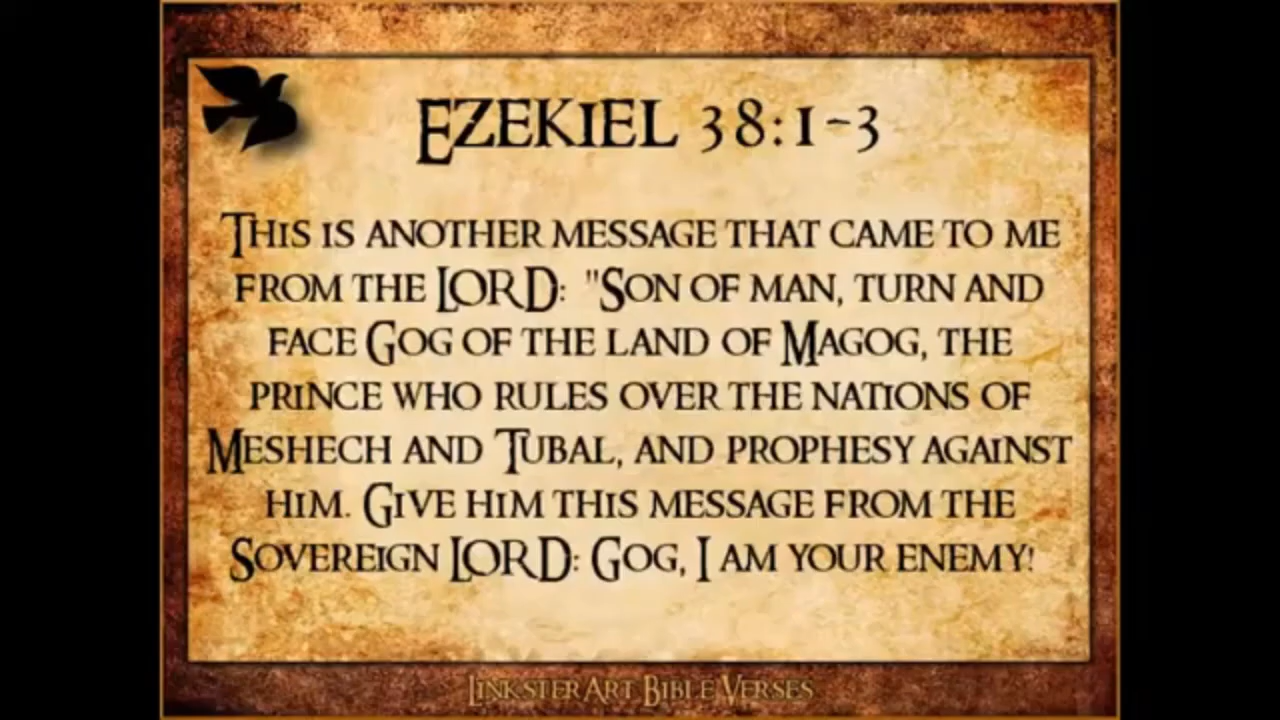 Ezekiel 38:1-3
This is another message that came to me
from the LORD: "Son of man, turn and
face Gog of the land of Magog, the
prince who rules over the nations of
Meshech and Tubal, and prophesy against
him. Give him this message from the
Sovereign LORD: Gog, I am your enemy!
LinksterArt Bible Verses